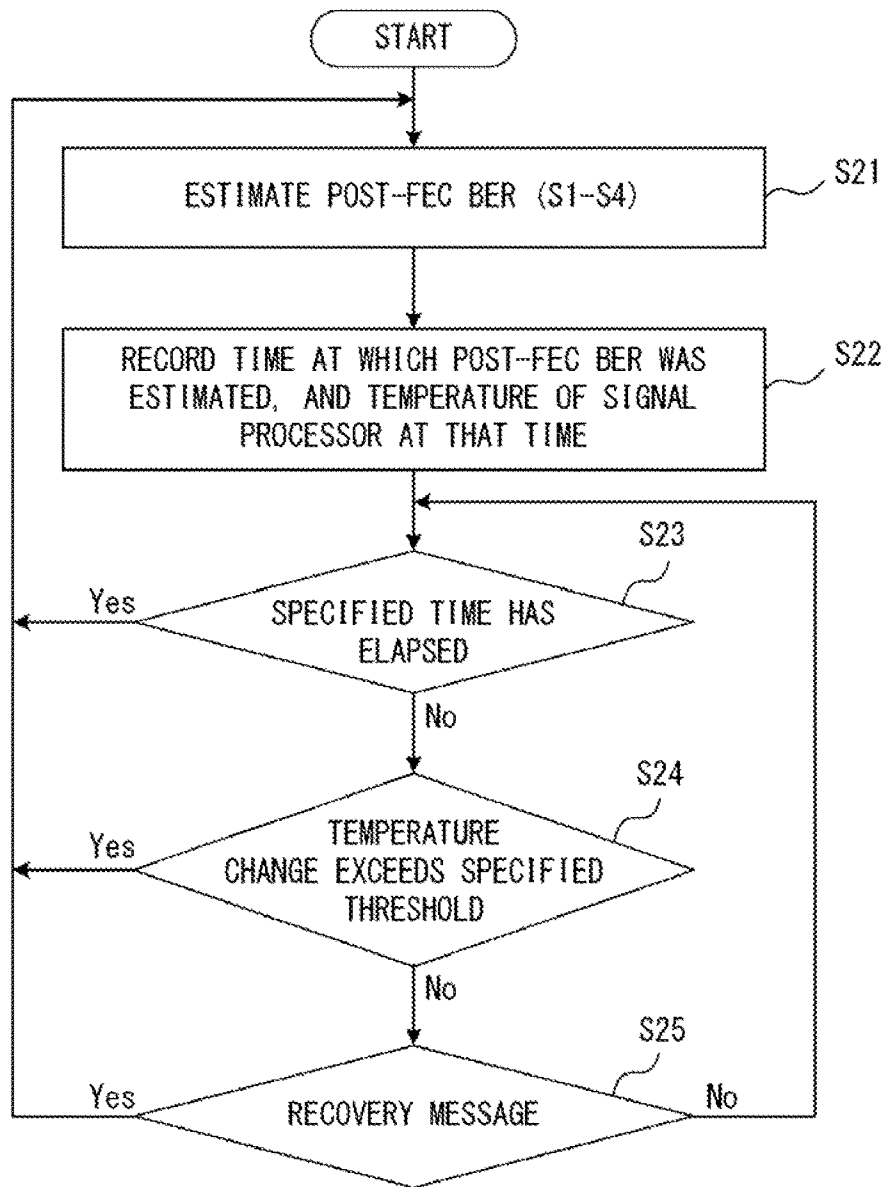 START
ESTIMATE POST-FEC BER (S1-S4)
S21
RECORD TIME AT WHICH POST-FEC BER WAS
ESTIMATED, AND TEMPERATURE OF SIGNAL
PROCESSOR AT THAT TIME
S22
S23
Yes
SPECIFIED TIME HAS
ELAPSED
No
S24
Yes
TEMPERATURE
CHANGE EXCEEDS SPECIFIED
THRESHOLD
No
S25
Yes
RECOVERY MESSAGE
No